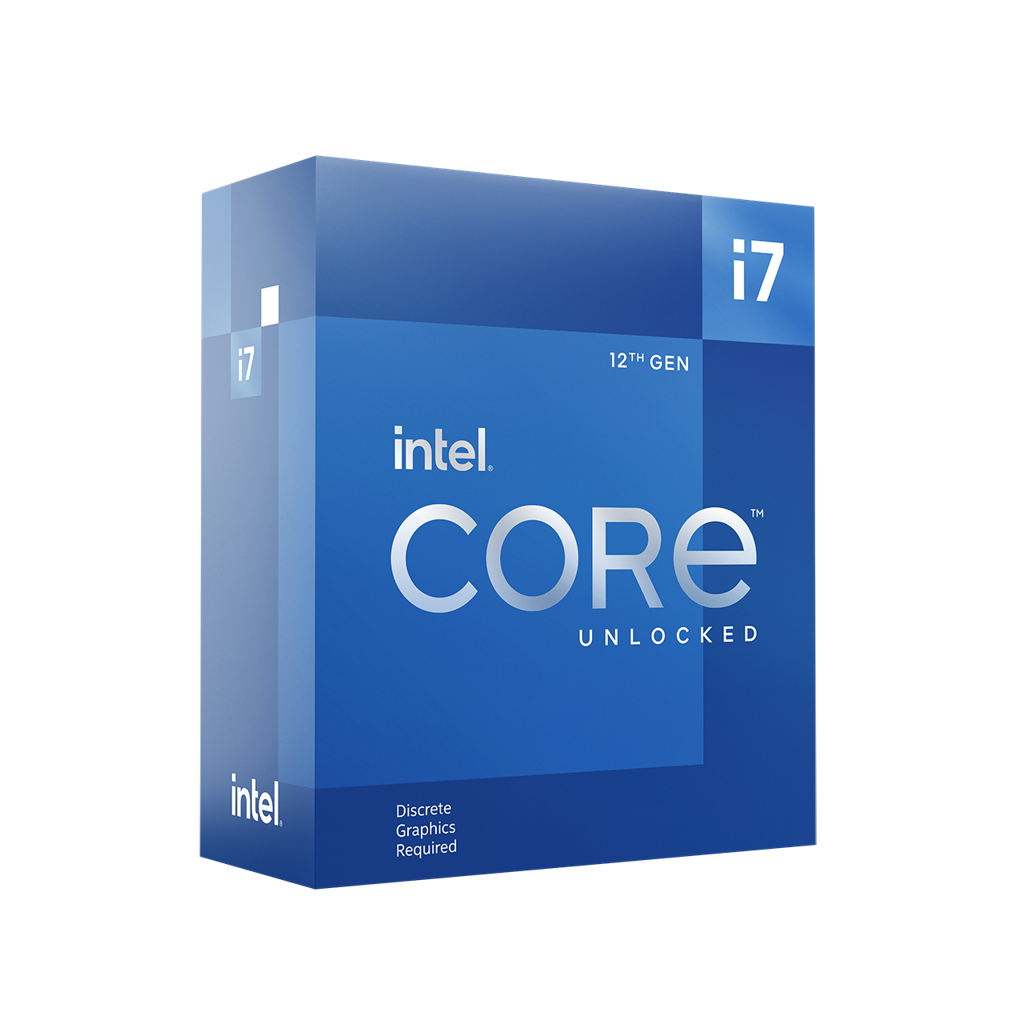 i7
i7
12TH GEN
intel®
CORe™
UNLOCKED
intel®
Discrete
Graphics
Required